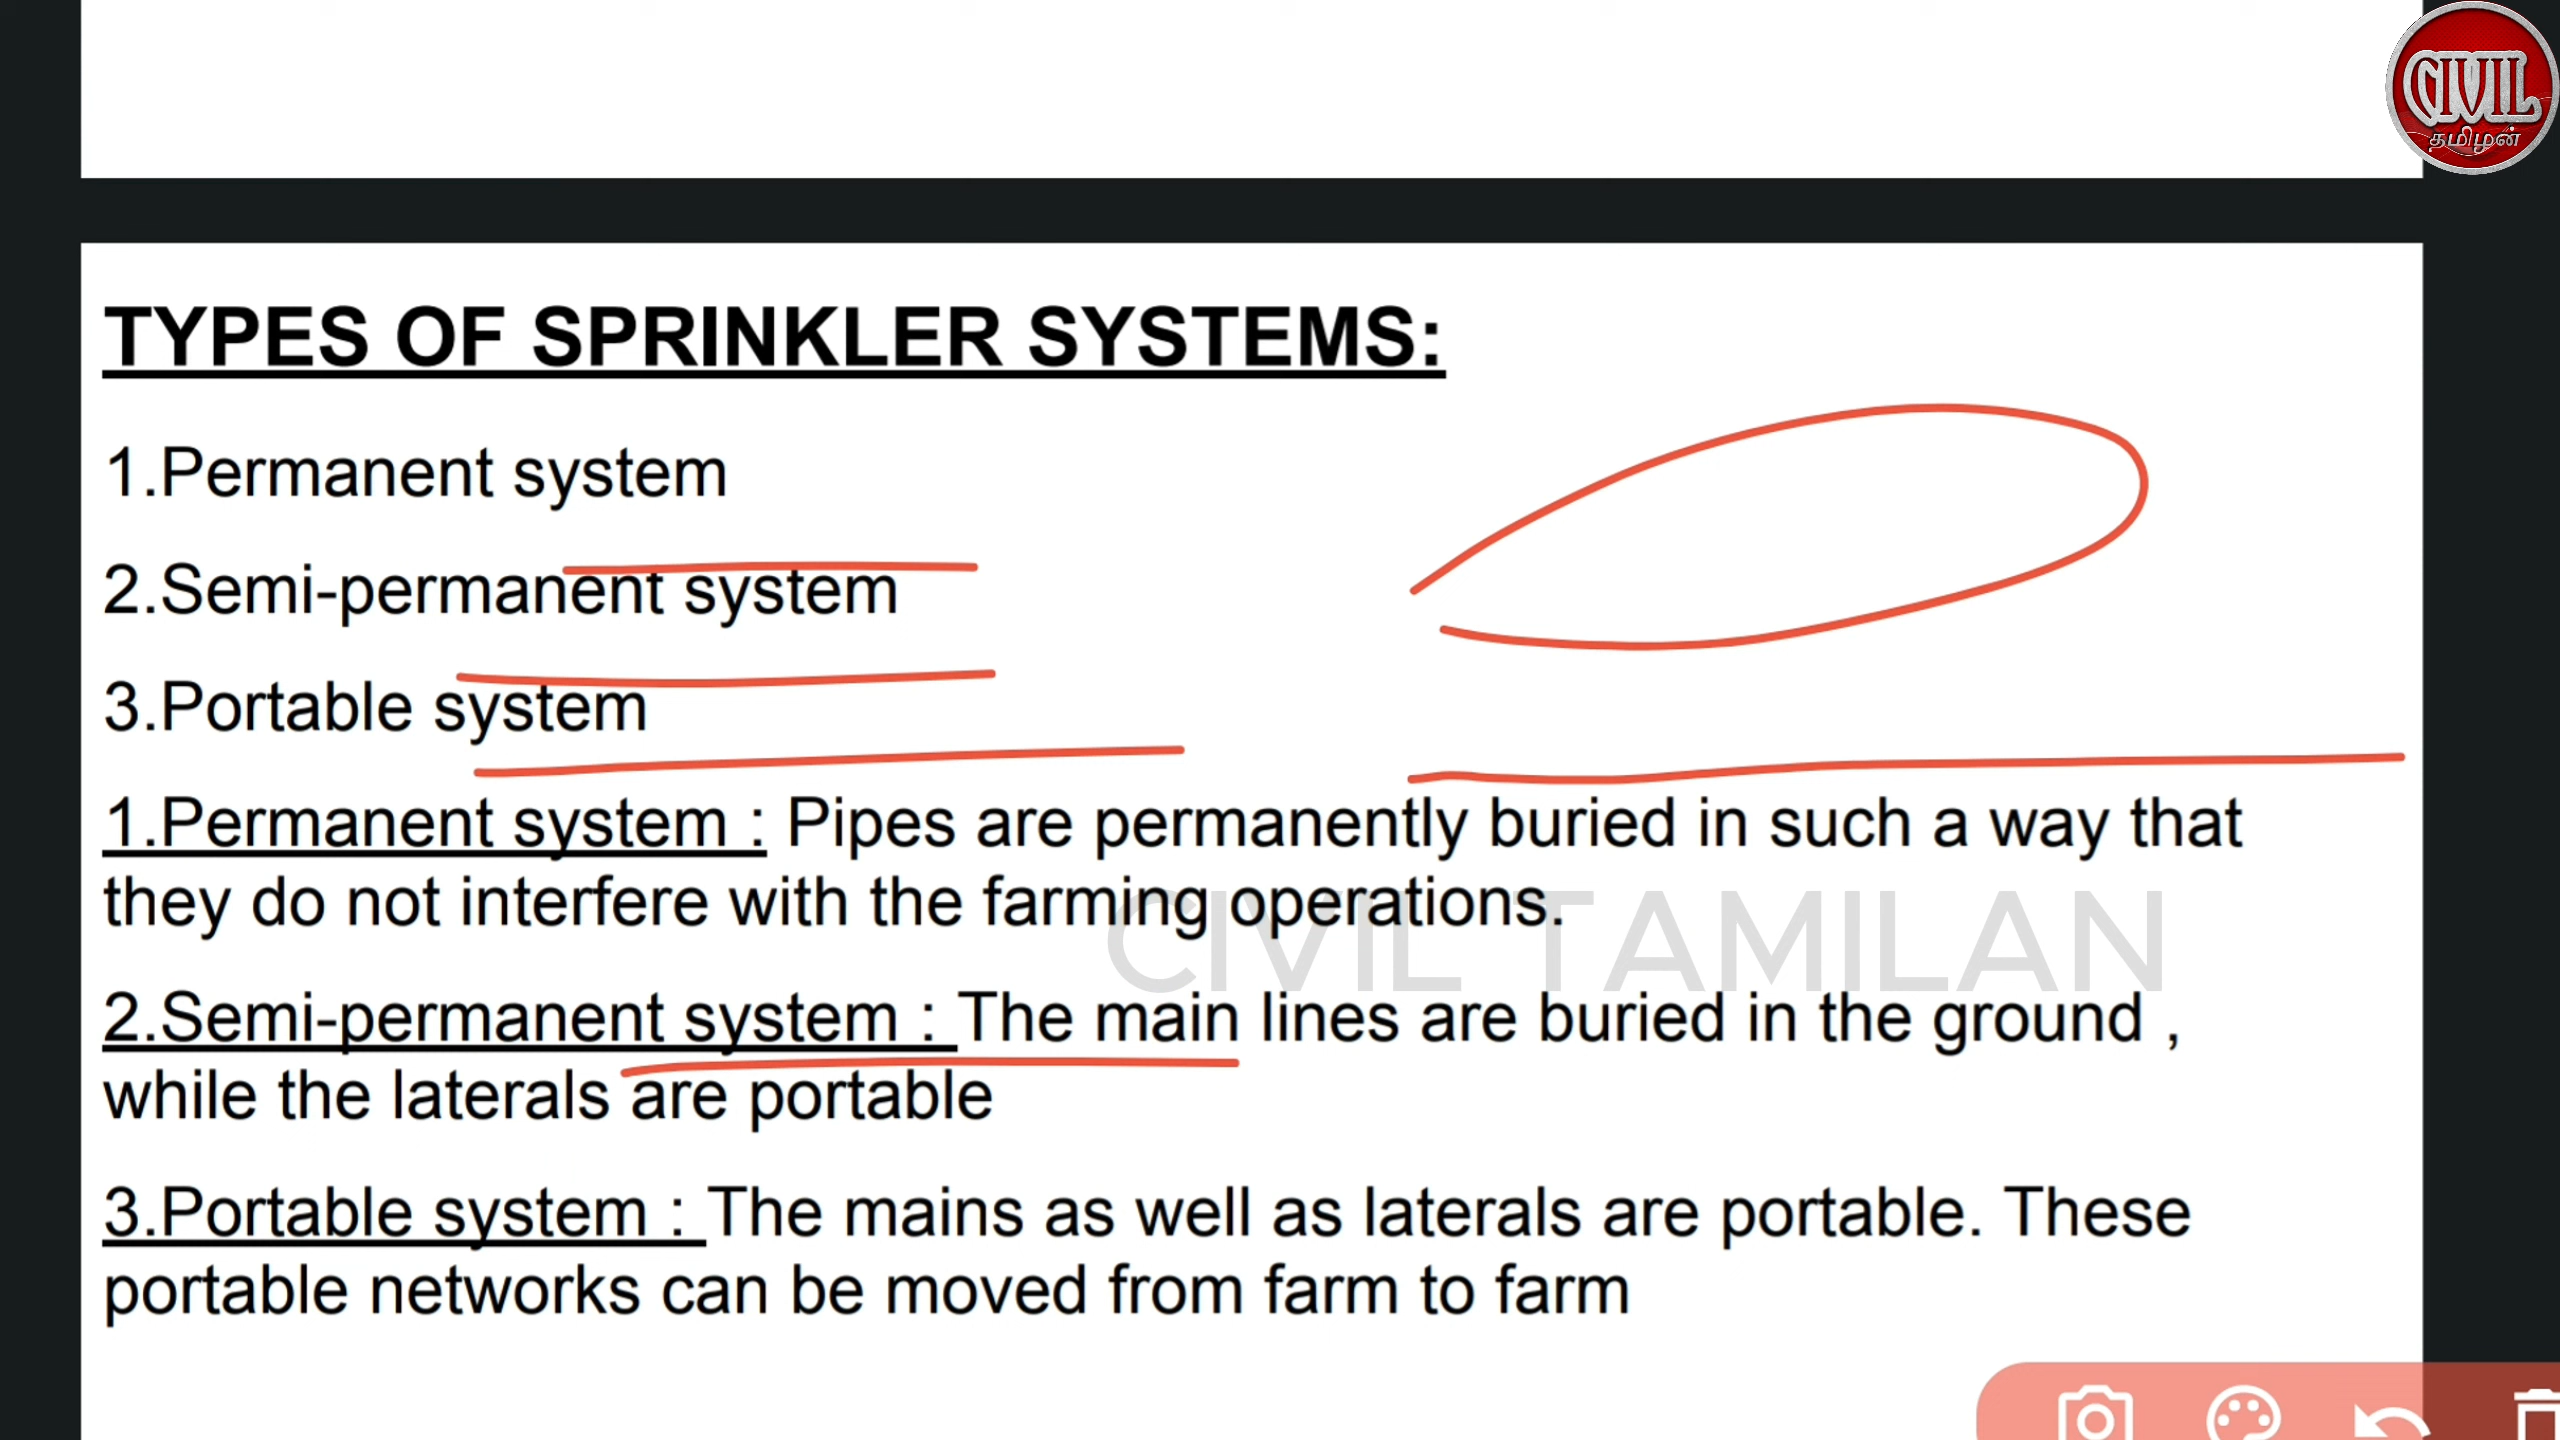 CIVIL
தமிழன்
TYPES OF SPRINKLER SYSTEMS:
1.Permanent system
2.Semi-permanent system
3.Portable system
1.Permanent system : Pipes are permanently buried in such a way that
they do not interfere with the farming operations.
CIVIL TAMILAN
2.Semi-permanent system : The main lines are buried in the ground ,
while the laterals are portable
3.Portable system : The mains as well as laterals are portable. These
portable networks can be moved from farm to farm